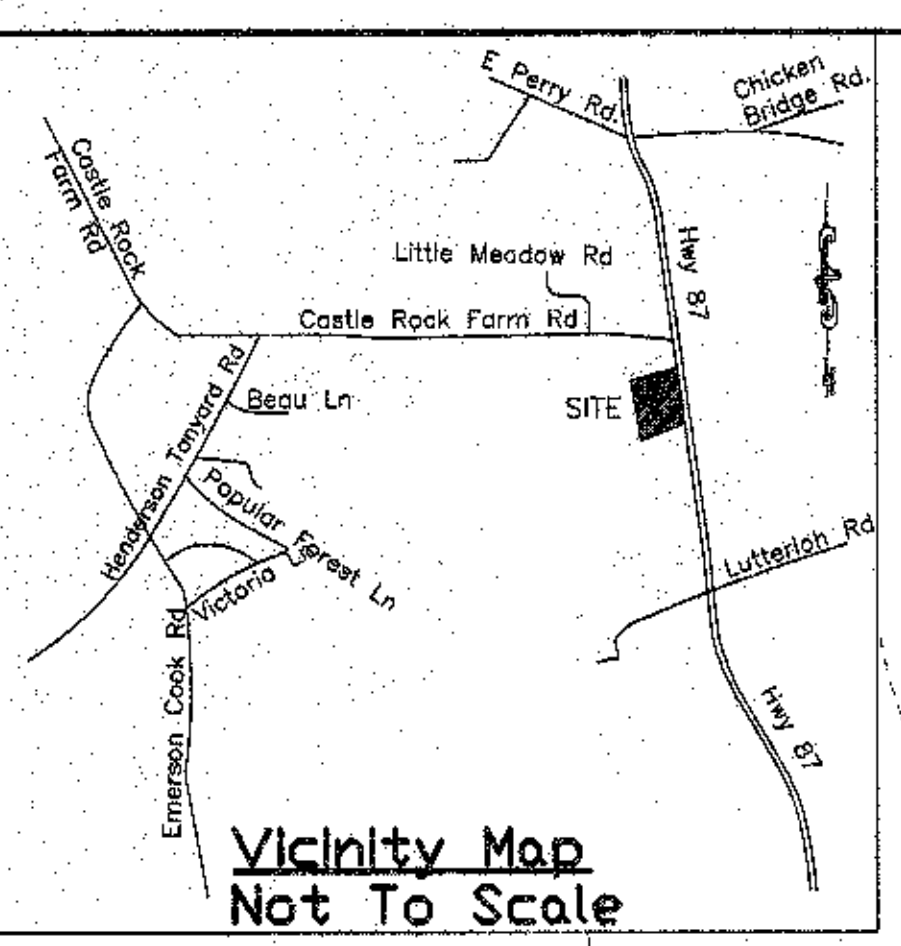 E Perry Rd.
Chicken
Bridge Rd.
Castle Rock
Farm Rd
Hwy 87
Little Meadow Rd
Castle Rock Farm Rd
Henderson Tanyard Rd
Beau Ln
SITE
Popular Forest Ln
Victoria
Lutterloh Rd
Emerson Cook Rd
Hwy 87
Vicinity Map
Not To Scale